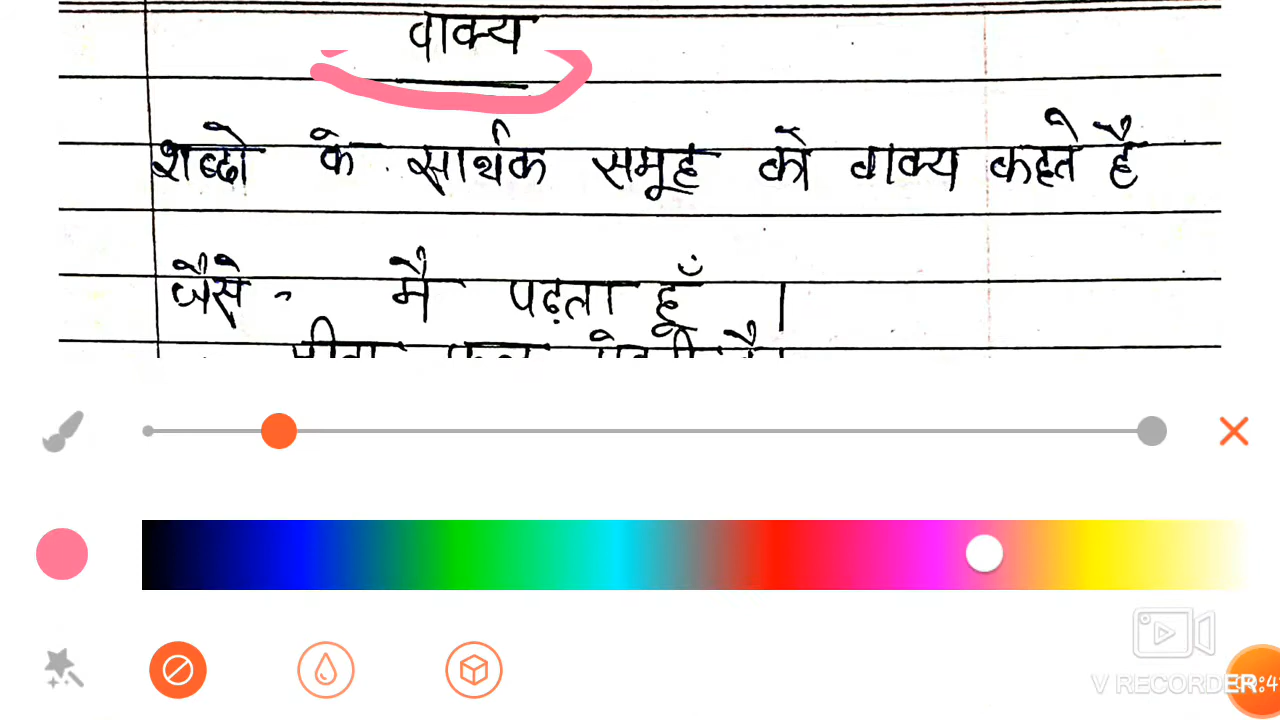 वाक्य
शब्दो के सार्थक समूह को वाक्य कहते है
जैसे - मै पढ़ता हूँ ।
V RECORDER